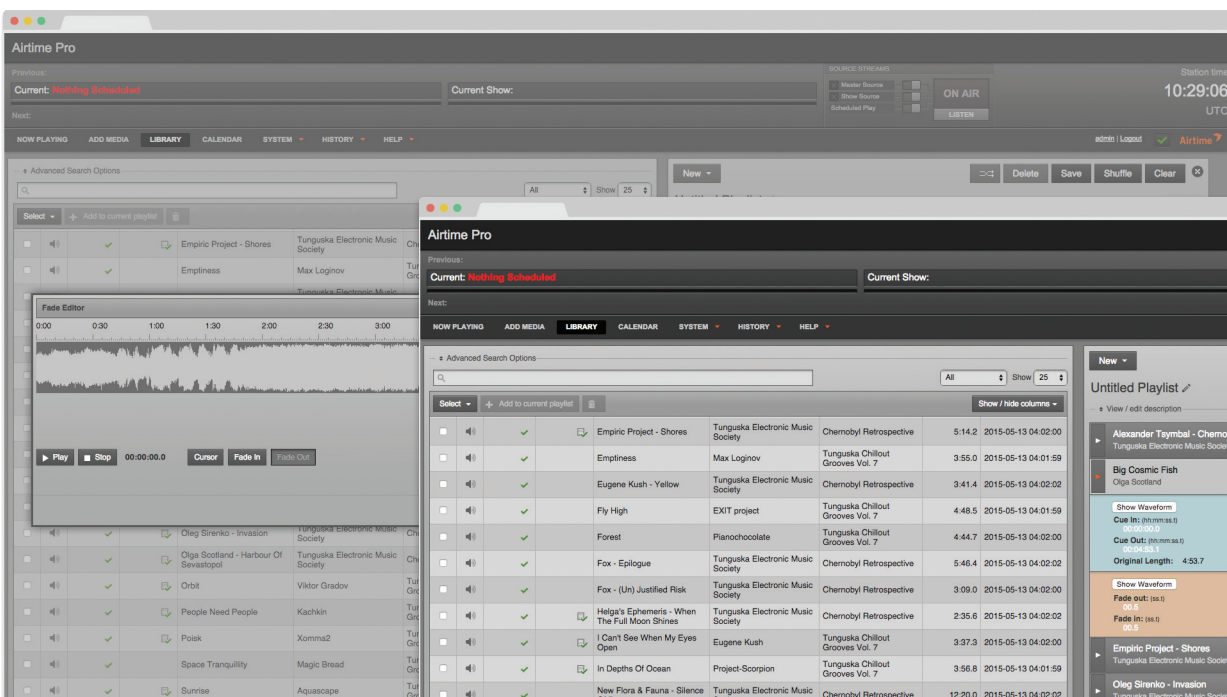 Airtime Pro
Previous:
Current: Nothing Scheduled
Current Show:
Next:
SOURCE STREAMS
Master Source
Show Source
Scheduled Play
ON AIR
LISTEN
Station time
10:29:06
UTC
NOW PLAYING ADD MEDIA LIBRARY CALENDAR SYSTEM HISTORY HELP
admin | Logout
Airtime
Advanced Search Options
All Show 25
Select + Add to current playlist
New
Delete Save Shuffle Clear
Empiric Project - Shores Tunguska Electronic Music Society
Emptiness Max Loginov
Tunguska Electronic Music
Fade Editor
0:00 0:30 1:00 1:30 2:00 2:30 3:00
Play Stop 00:00:00.0 Cursor Fade In Fade Out
Oleg Sirenko - Invasion Tunguska Electronic Music Society
Olga Scotland - Harbour Of Sevastopol Tunguska Electronic Music Society
Orbit Viktor Gradov
People Need People Kachkin
Poisk Xomma2
Space Tranquillity Magic Bread
Sunrise Aquascape
Airtime Pro
Previous:
Current: Nothing Scheduled
Current Show:
Next:
NOW PLAYING ADD MEDIA LIBRARY CALENDAR SYSTEM HISTORY HELP
Advanced Search Options
All Show 25
Select + Add to current playlist Show / hide columns
Empiric Project - Shores Tunguska Electronic Music Society Chernobyl Retrospective 5:14.2 2015-05-13 04:02:00
Emptiness Max Loginov Tunguska Chillout Grooves Vol. 7 3:55.0 2015-05-13 04:01:59
Eugene Kush - Yellow Tunguska Electronic Music Society Chernobyl Retrospective 3:41.4 2015-05-13 04:02:02
Fly High EXIT project Tunguska Chillout Grooves Vol. 7 4:48.5 2015-05-13 04:01:59
Forest Pianochocolate Tunguska Chillout Grooves Vol. 7 4:44.7 2015-05-13 04:02:00
Fox - Epilogue Tunguska Electronic Music Society Chernobyl Retrospective 5:46.4 2015-05-13 04:02:02
Fox - (Un) Justified Risk Tunguska Electronic Music Society Chernobyl Retrospective 3:09.0 2015-05-13 04:02:00
Helga's Ephemeris - When The Full Moon Shines Tunguska Electronic Music Society Chernobyl Retrospective 2:35.6 2015-05-13 04:02:02
I Can't See When My Eyes Open Eugene Kush Tunguska Chillout Grooves Vol. 7 3:37.3 2015-05-13 04:02:00
In Depths Of Ocean Project-Scorpion Tunguska Chillout Grooves Vol. 7 3:56.8 2015-05-13 04:01:59
New Flora & Fauna - Silence Tunguska Electronic Music Chernobyl Retrospective 12:20.0 2015-05-13 04:02:02
New
Untitled Playlist
View / edit description
Alexander Tsymbal - Cherno
Tunguska Electronic Music Socie
Big Cosmic Fish
Olga Scotland
Show Waveform
Cue In: (hh:mm:ss.t)
00:00:00.0
Cue Out: (hh:mm:ss.t)
00:04:53.1
Original Length: 4:53.7
Show Waveform
Fade out: (ss.t)
00.5
Fade in: (ss.t)
00.5
Empiric Project - Shores
Tunguska Electronic Music Socie
Oleg Sirenko - Invasion
Tunguska Electronic Music Socie